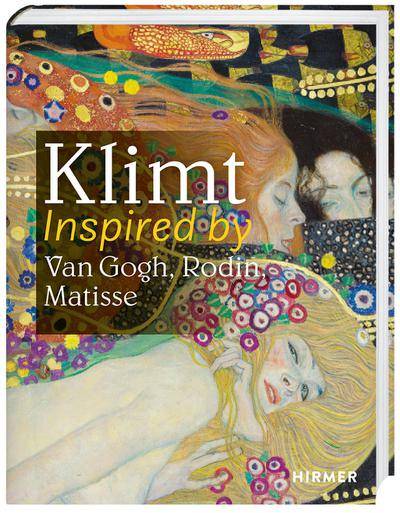 Klimt
Inspired by
Van Gogh, Rodin,
Matisse
HIRMER